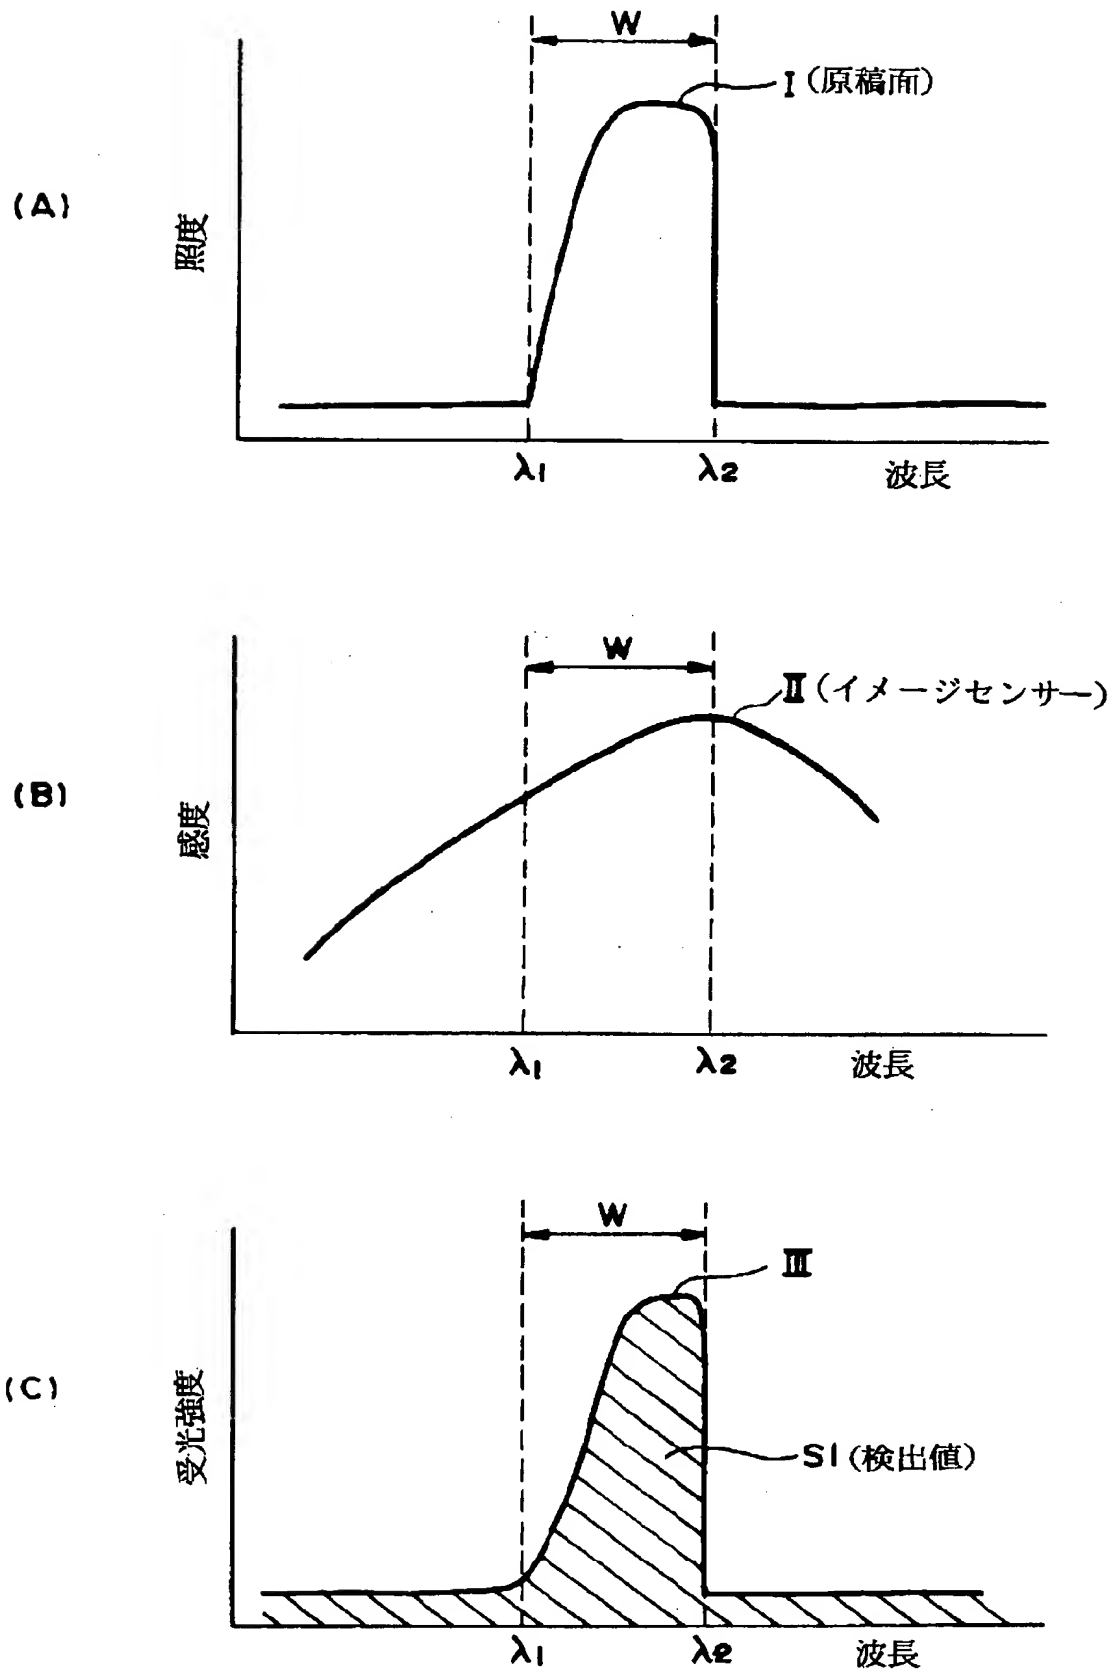 W
I(原稿面)
(A)
照度
λ1
λ2
波長
W
II(イメージセンサー)
(B)
感度
λ1
λ2
波長
W
III
(C)
受光強度
S1(検出値)
λ1
λ2
波長